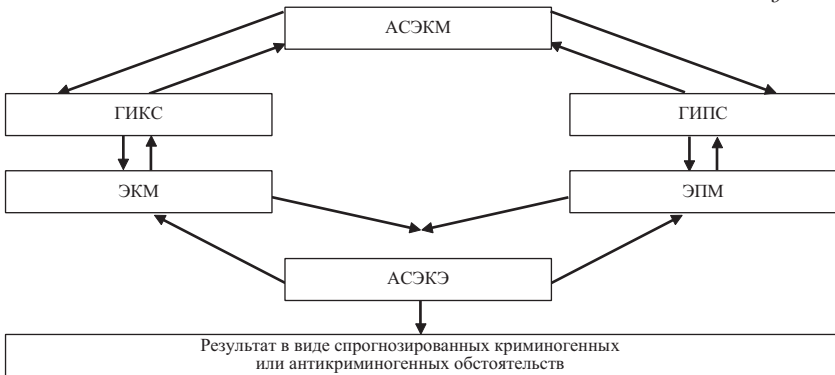 АСЭКМ
ГИКС
ГИПС
ЭКМ
ЭПМ
АСЭКЭ
Результат в виде спрогнозированных криминогенных
или антикриминогенных обстоятельств